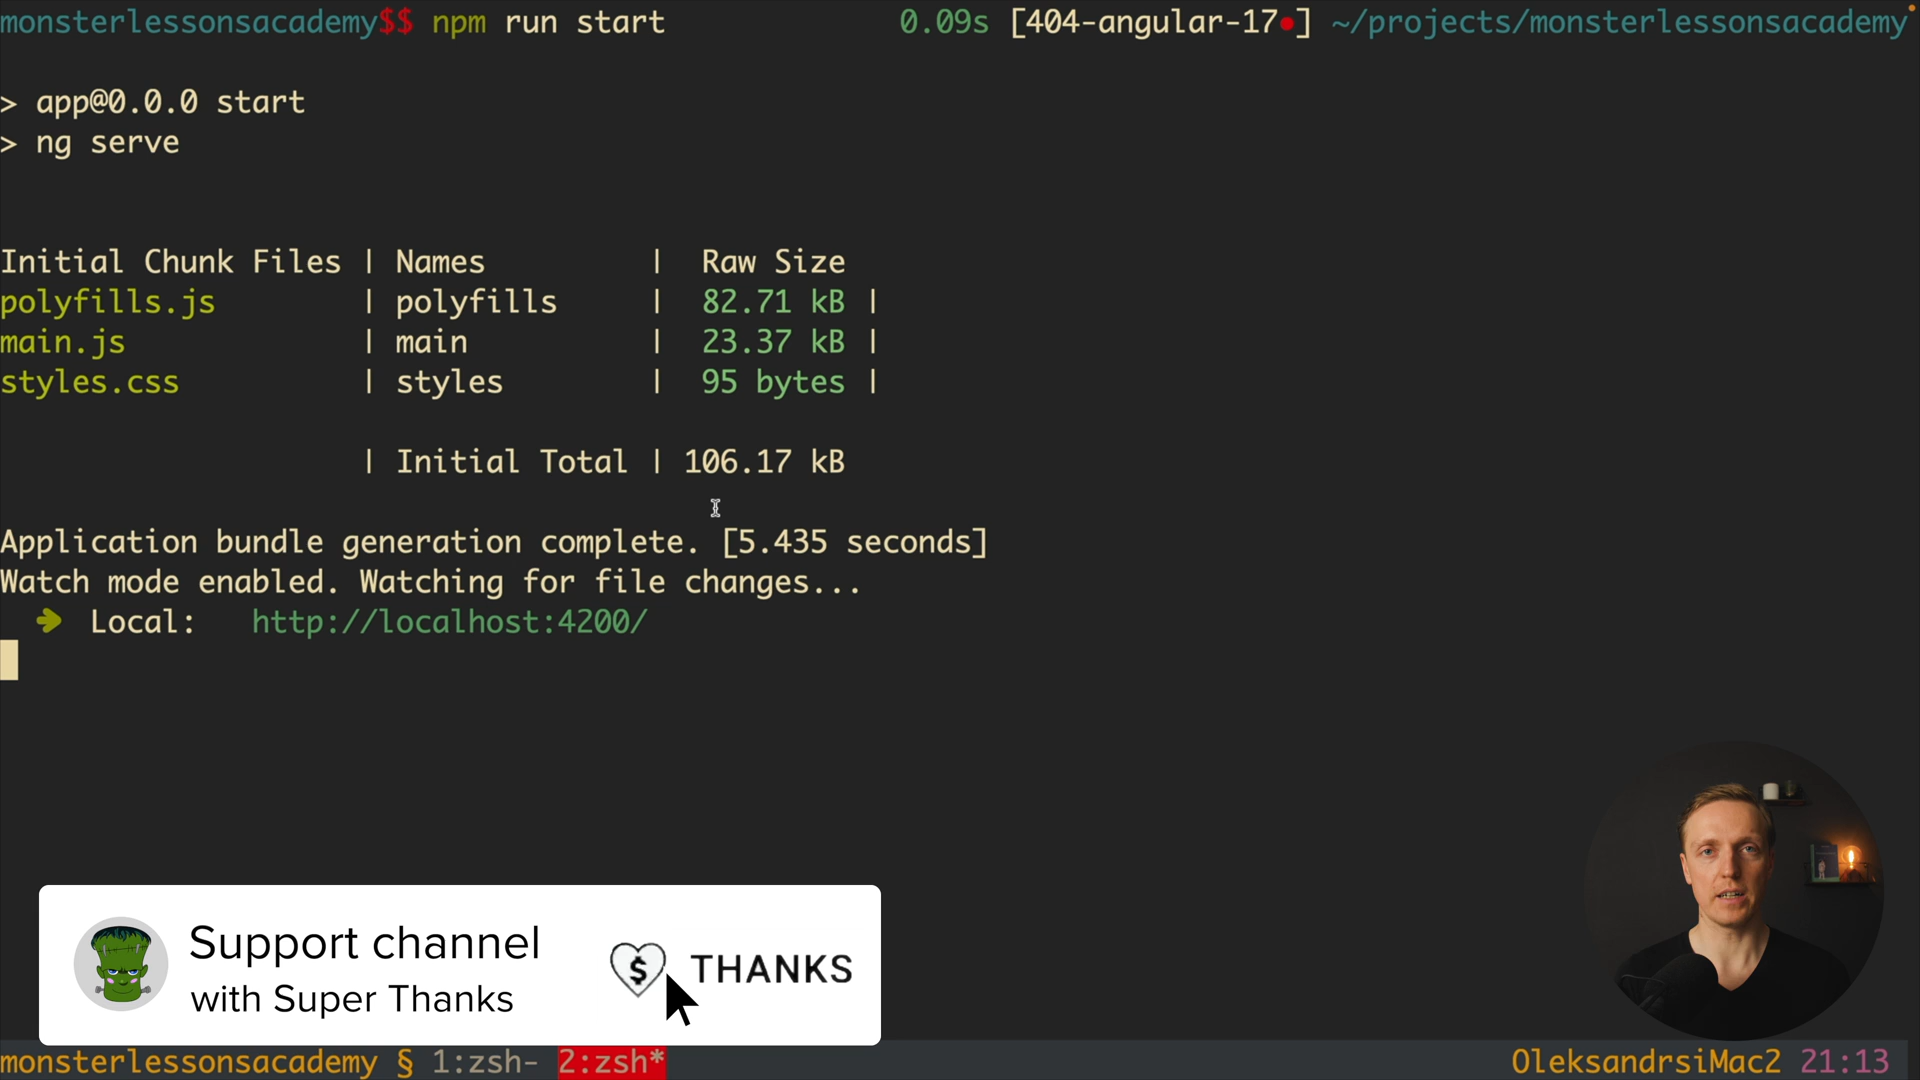 monsterlessonsacademy$$ npm run start 0.09s [404-angular-17●] ~/projects/monsterlessonsacademy
> app@0.0.0 start
> ng serve
Initial Chunk Files | Names | Raw Size
polyfills.js | polyfills | 82.71 kB |
main.js | main | 23.37 kB |
styles.css | styles | 95 bytes |
| Initial Total | 106.17 kB
Application bundle generation complete. [5.435 seconds]
Watch mode enabled. Watching for file changes...
➜ Local: http://localhost:4200/
Support channel
with Super Thanks
$ THANKS
monsterlessonsacademy § 1:zsh- 2:zsh* OleksandrsiMac2 21:13